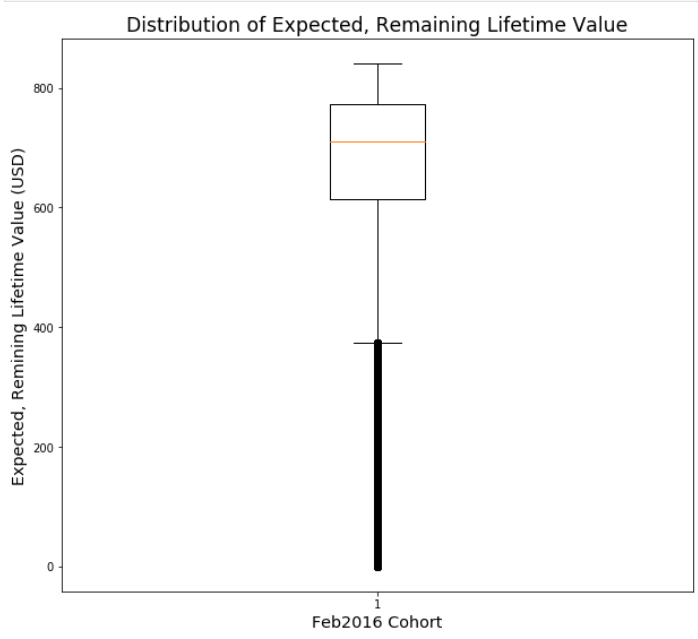 Distribution of Expected, Remaining Lifetime Value
Expected, Remining Lifetime Value (USD)
800
600
400
200
0
1
Feb2016 Cohort